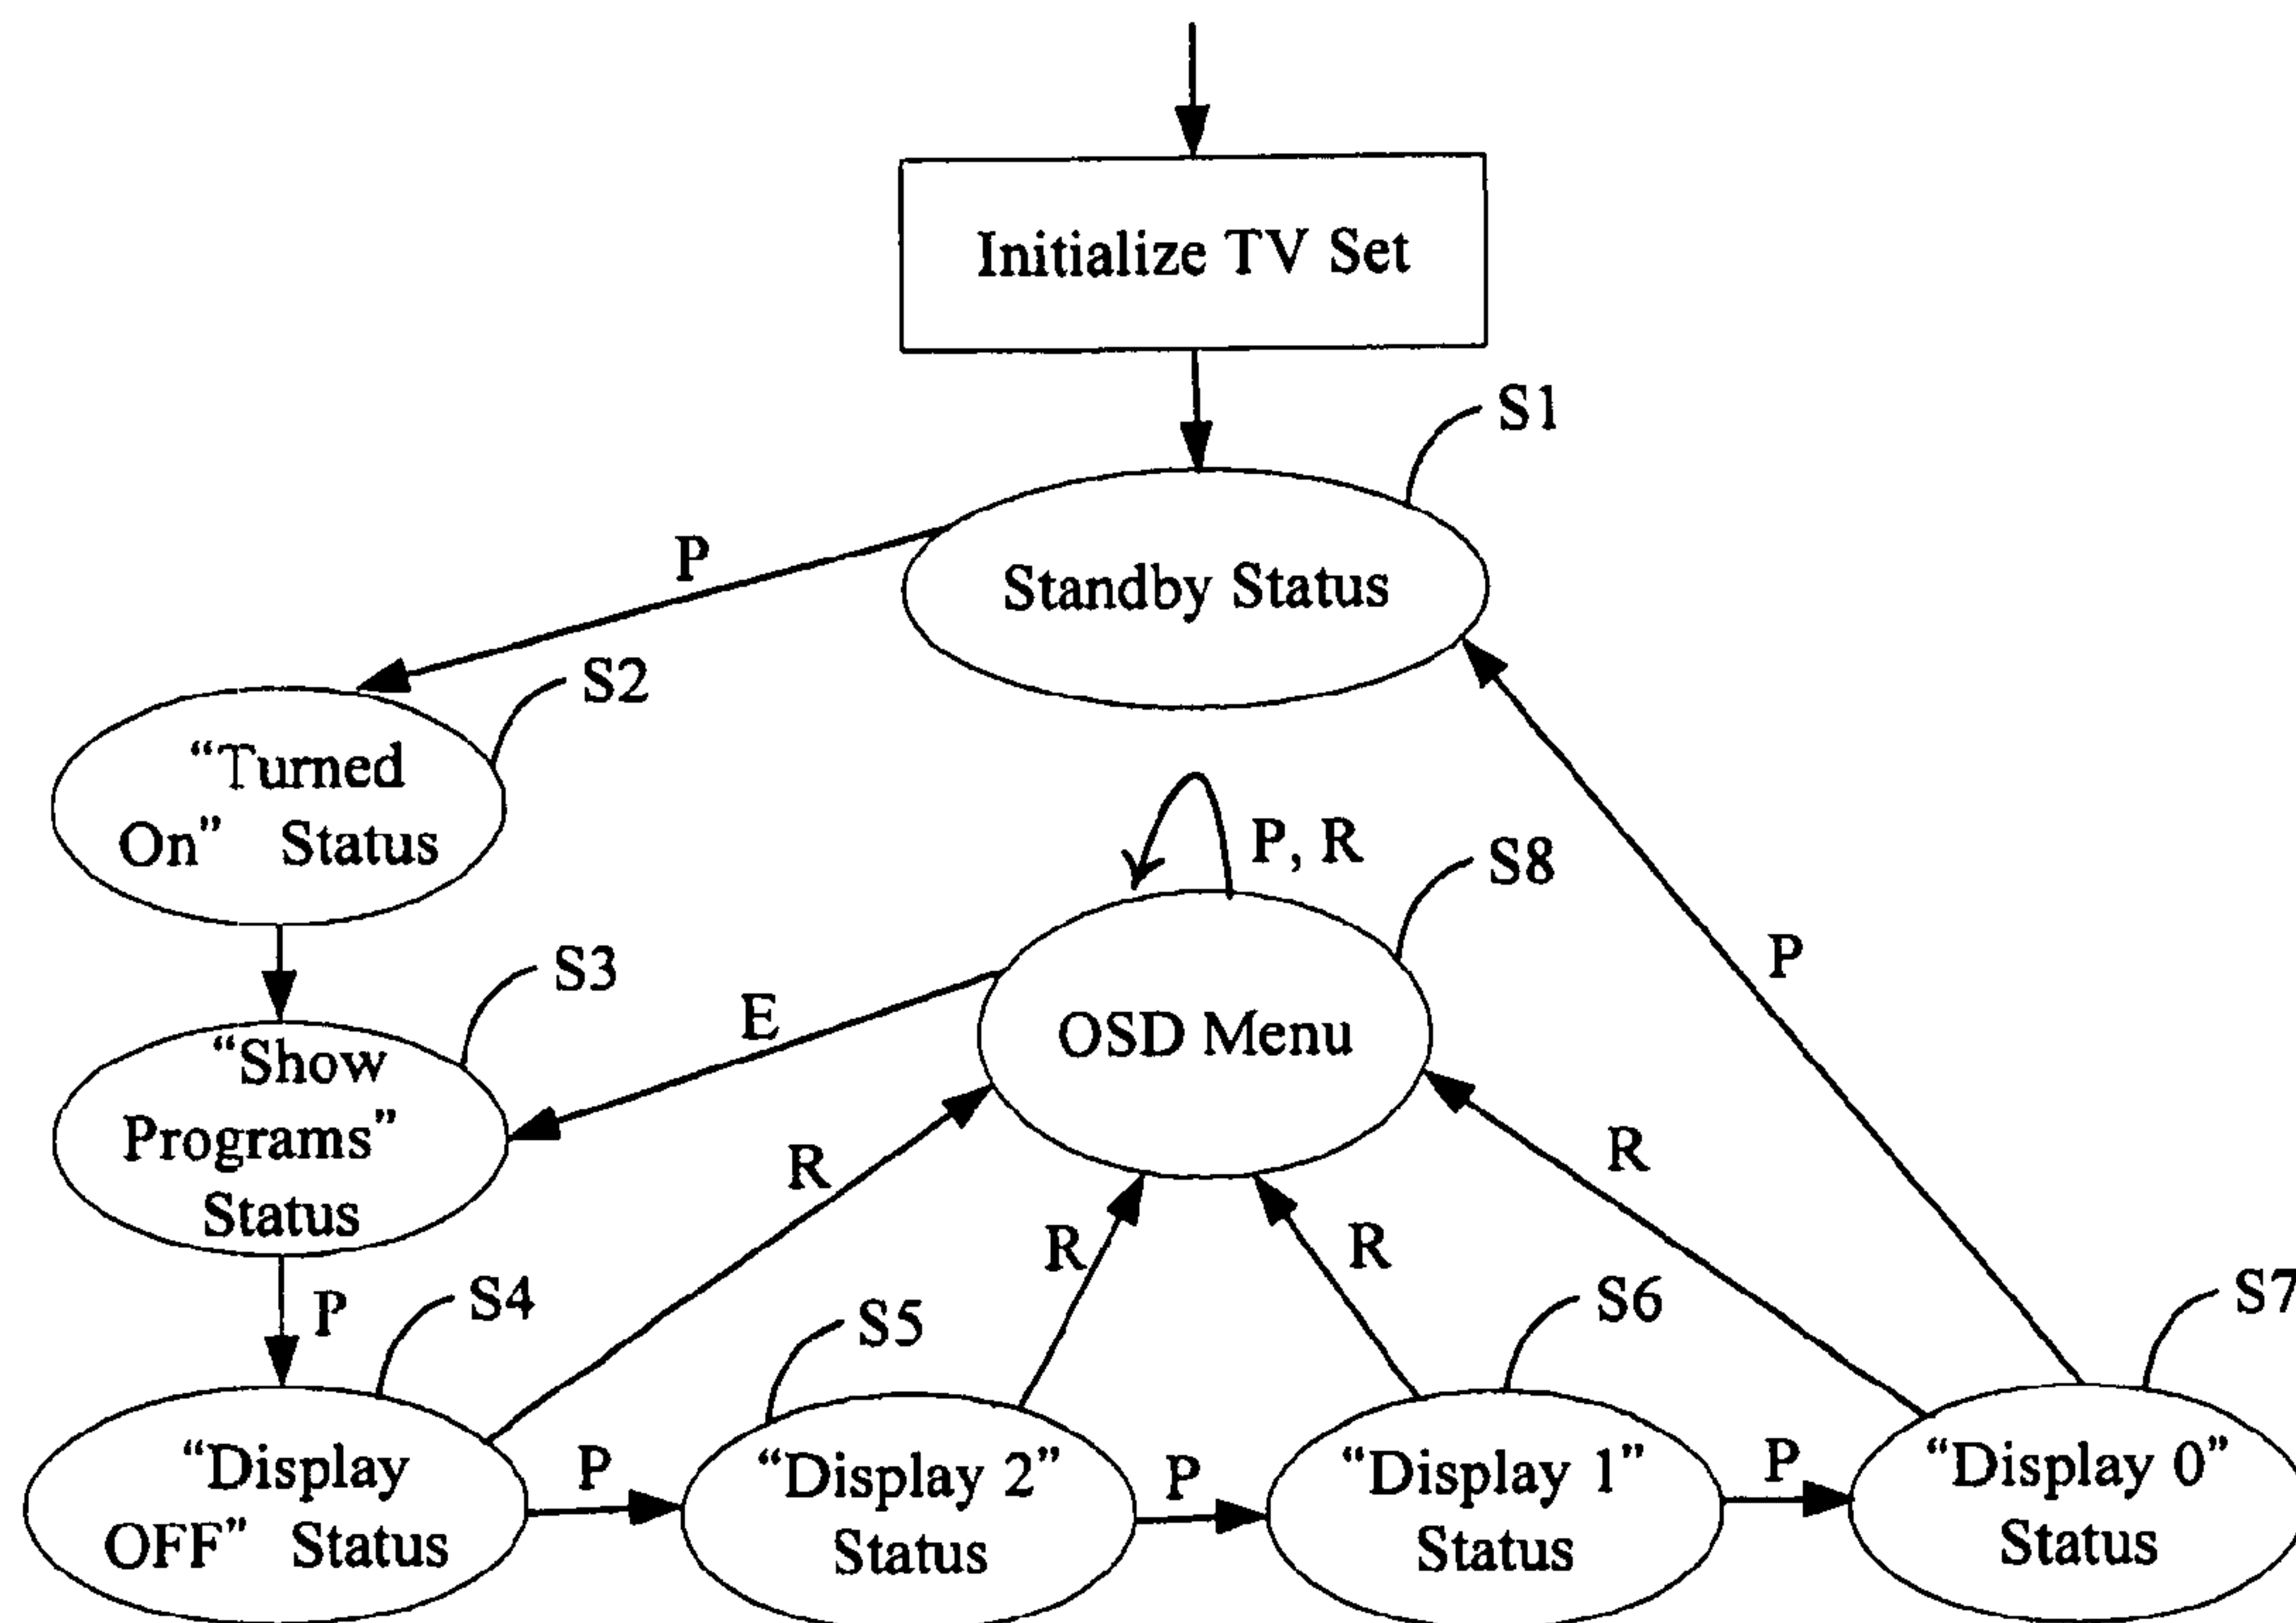 Initialize TV Set
S1
P
Standby Status
S2
“Turned
On” Status
P, R
S8
P
S3
E
OSD Menu
“Show
Programs”
Status
R
R
R
R
P
S4
S5
S6
S7
“Display
OFF” Status
P
“Display 2”
Status
P
“Display 1”
Status
P
“Display 0”
Status